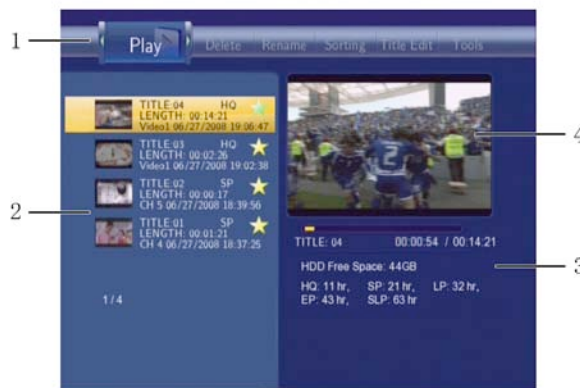 1
Play Delete Rename Sorting Title Edit Tools
TITLE:04 HQ
LENGTH: 00:14:21
Video1 06/27/2008 19:06:47
TITLE:03 HQ
LENGTH: 00:02:26
Video1 06/27/2008 19:02:38
TITLE:02 SP
LENGTH: 00:00:17
CH 5 06/27/2008 18:39:56
TITLE:01 SP
LENGTH: 00:01:21
CH 4 06/27/2008 18:37:25
2
1/4
4
2
TITLE: 04 00:00:54 / 00:14:21
HDD Free Space: 44GB
3
HQ: 11 hr, SP: 21 hr, LP: 32 hr,
EP: 43 hr, SLP: 63 hr